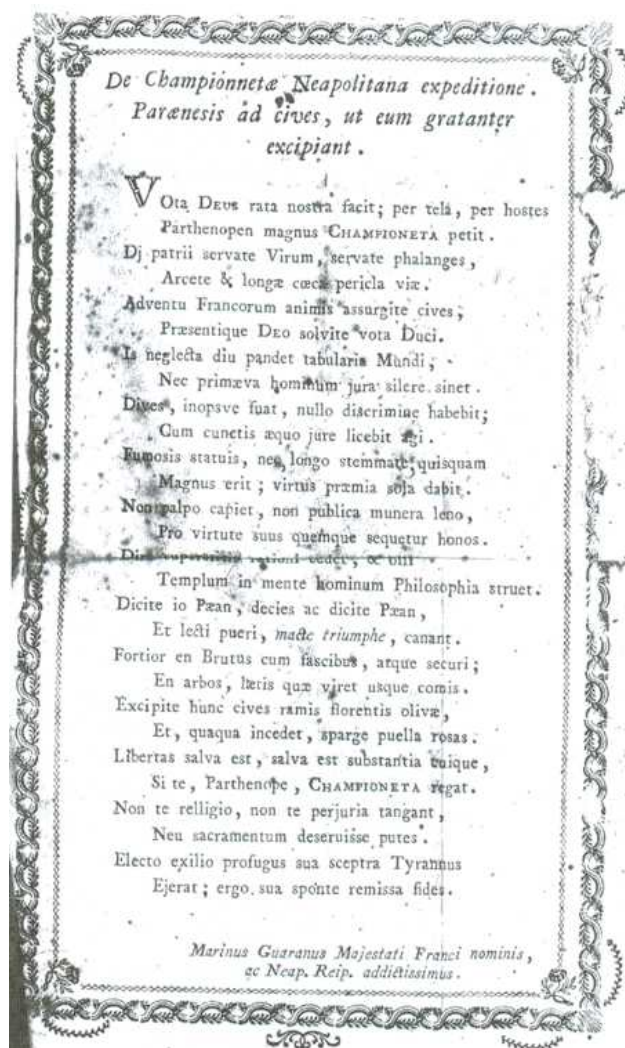 De Championnetæ Neapolitana expeditione.
Parænesis ad cives, ut eum gratanter
excipiant.
VOta DEUS rata nostra facit; per tela, per hostes
Parthenopen magnus CHAMPIONETA petit.
Dj patrii servate Virum, servate phalanges,
Arcete & longæ cœca pericla viæ.
Adventu Francorum animis assurgite cives;
Præsentique DEO solvite vota Duci.
Is neglecta diu pandet tabularia Mundi;
Nec primæva hominum jura silere sinet.
Dives, inopsve fuat, nullo discrimine habebit;
Cum cunctis æquo jure licebit agi.
Fumosis statuis, nec longo stemmate quisquam
Magnus erit; virtus præmia sola dabit.
Non palpo capiet, non publica munera leno,
Pro virtute suus quemque sequetur honos.
rationi cedet, &
Templum in mente hominum Philosophia struet.
Dicite io Pæan, decies ac dicite Pæan,
Et lecti pueri, macte triumphe, canant.
Fortior en Brutus cum fascibus, atque securi;
En arbos, lætis quæ viret usque comis.
Excipite hunc cives ramis florentis olivæ,
Et, quaqua incedet, sparge puella rosas.
Libertas salva est, salva est substantia cuique,
Si te, Parthenope, CHAMPIONETA regat.
Non te relligio, non te perjuria tangant,
Neu sacramentum deseruisse putes.
Electo exilio profugus sua sceptra Tyrannus
Ejerat; ergo sua sponte remissa fides.
Marinus Guaranus Majestati Franci nominis,
ac Neap. Reip. addictissimus.